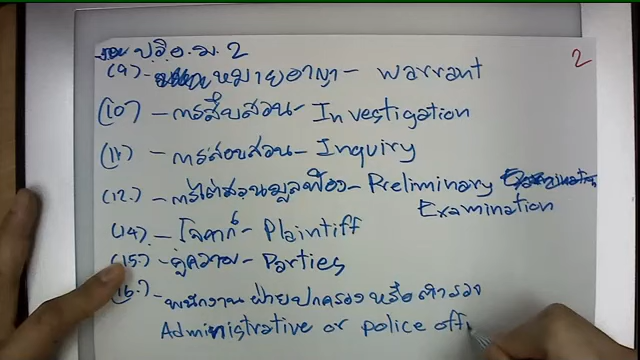 ป.วิ.อ. ม. 2
2
(9) - หมายอาญา - Warrant
(10) - การสืบสวน - Investigation
(11) - การสอบสวน - Inquiry
(12.) - การไต่สวนมูลฟ้อง - Preliminary
Examination
(14.) - โจทก์ - Plaintiff
(15.) - คู่ความ - Parties
(16.) - พนักงานฝ่ายปกครองหรือตำรวจ
Administrative or police offi